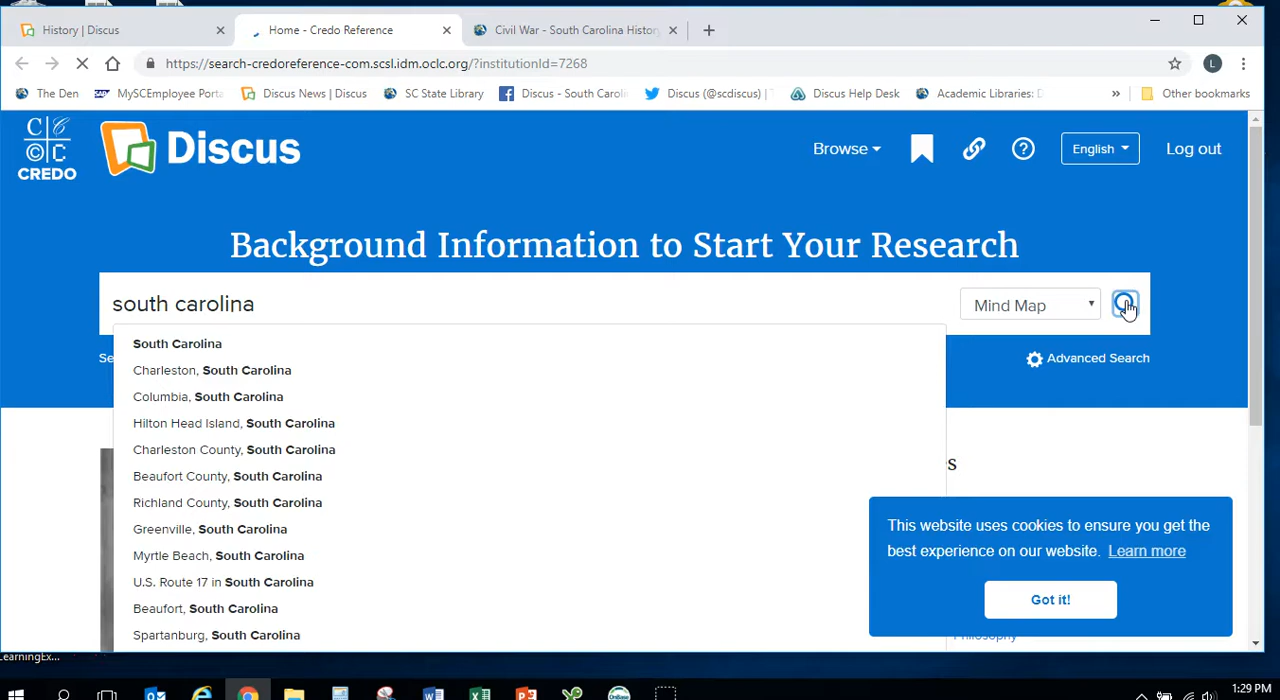 History | Discus
Home - Credo Reference
Civil War - South Carolina History
https://search-credoreference-com.scsl.idm.oclc.org/?institutionId=7268
L
The Den
MySCEmployee Porta
Discus News | Discus
SC State Library
Discus - South Caroli
Discus (@scdiscus) | T
Discus Help Desk
Academic Libraries: D
»
Other bookmarks
C C
© C
CREDO
Discus
Browse
English
Log out
Background Information to Start Your Research
south carolina
Mind Map
Se
Advanced Search
South Carolina
Charleston, South Carolina
Columbia, South Carolina
Hilton Head Island, South Carolina
Charleston County, South Carolina
Beaufort County, South Carolina
Richland County, South Carolina
Greenville, South Carolina
Myrtle Beach, South Carolina
U.S. Route 17 in South Carolina
Beaufort, South Carolina
Spartanburg, South Carolina
s
This website uses cookies to ensure you get the
best experience on our website. Learn more
Got it!
Philosophy
LearningEx...
1:29 PM